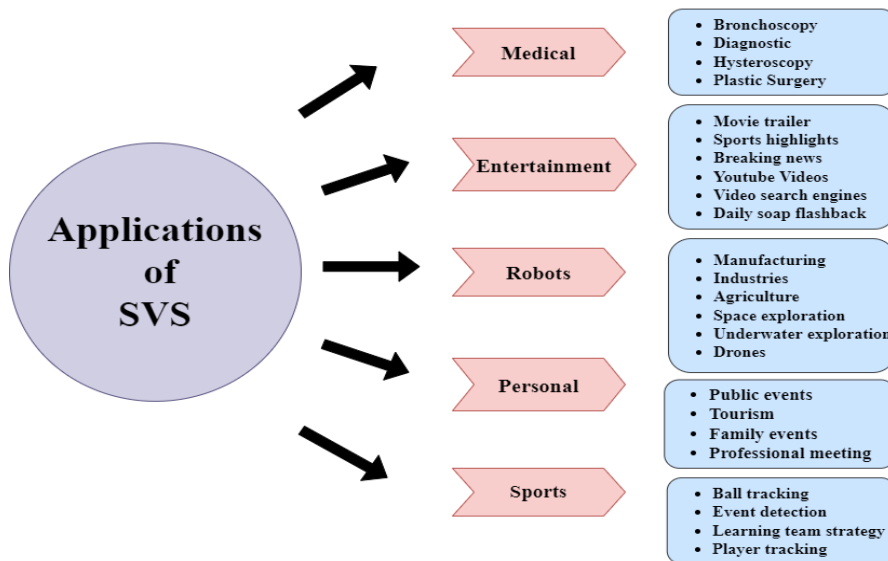 Applications
of
SVS
Medical
• Bronchoscopy
• Diagnostic
• Hysteroscopy
• Plastic Surgery
Entertainment
• Movie trailer
• Sports highlights
• Breaking news
• Youtube Videos
• Video search engines
• Daily soap flashback
Robots
• Manufacturing
• Industries
• Agriculture
• Space exploration
• Underwater exploration
• Drones
Personal
• Public events
• Tourism
• Family events
• Professional meeting
Sports
• Ball tracking
• Event detection
• Learning team strategy
• Player tracking